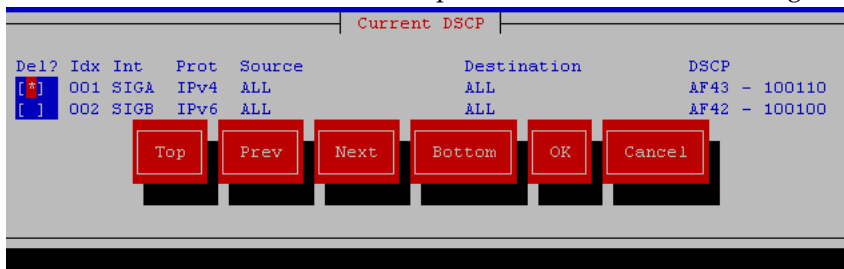 Current DSCP
Del? Idx Int Prot Source Destination DSCP
[*] 001 SIGA IPv4 ALL ALL AF43 - 100110
[ ] 002 SIGB IPv6 ALL ALL AF42 - 100100
Top Prev Next Bottom OK Cancel